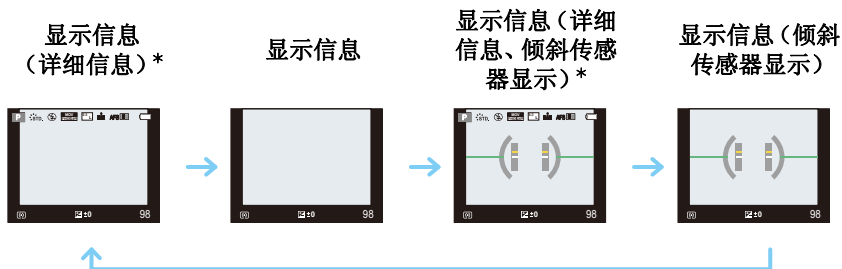 显示信息
（详细信息）*
显示信息
显示信息（详细
信息、倾斜传感
器显示）*
显示信息（倾斜
传感器显示）
P STD.
±0 98
±0 98
P STD.
±0 98
±0 98